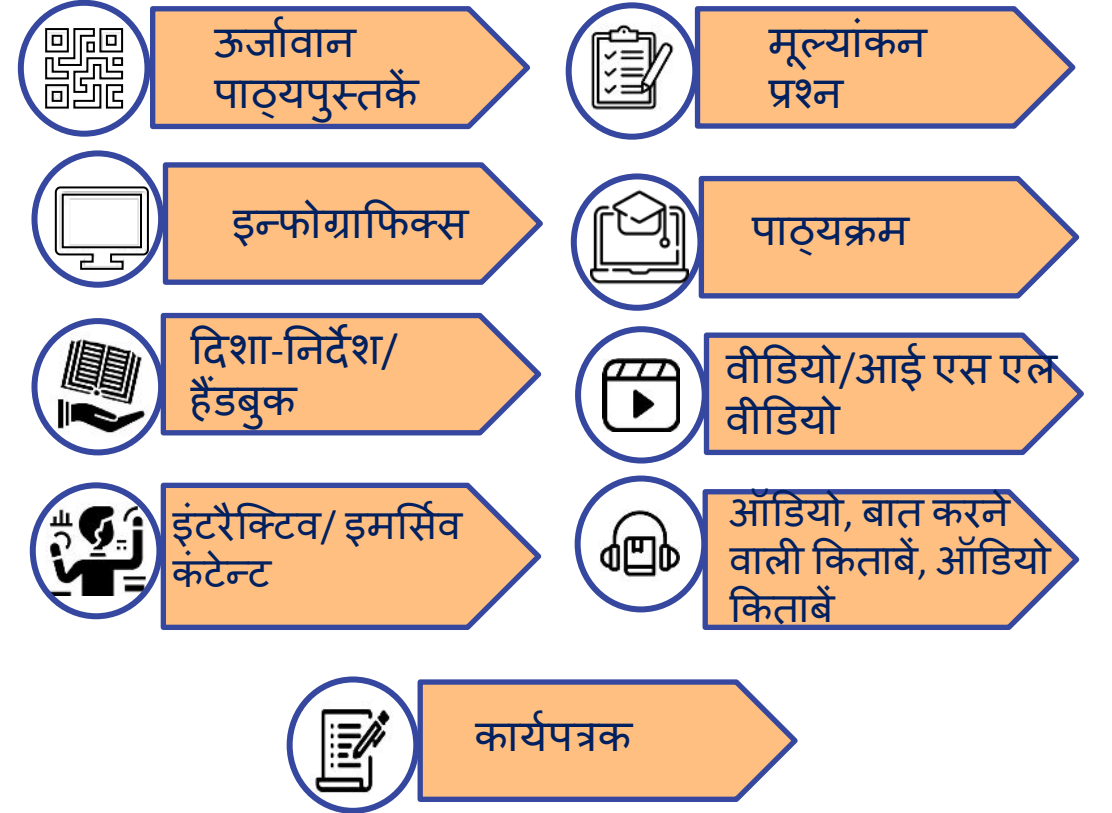 ऊर्जावान
पाठ्यपुस्तकें
मूल्यांकन
प्रश्न
इन्फोग्राफिक्स
पाठ्यक्रम
दिशा-निर्देश/
हैंडबुक
वीडियो/आई एस एल
वीडियो
इंटरैक्टिव/ इमर्सिव
कंटेन्ट
ऑडियो, बात करने
वाली किताबें, ऑडियो
किताबें
कार्यपत्रक